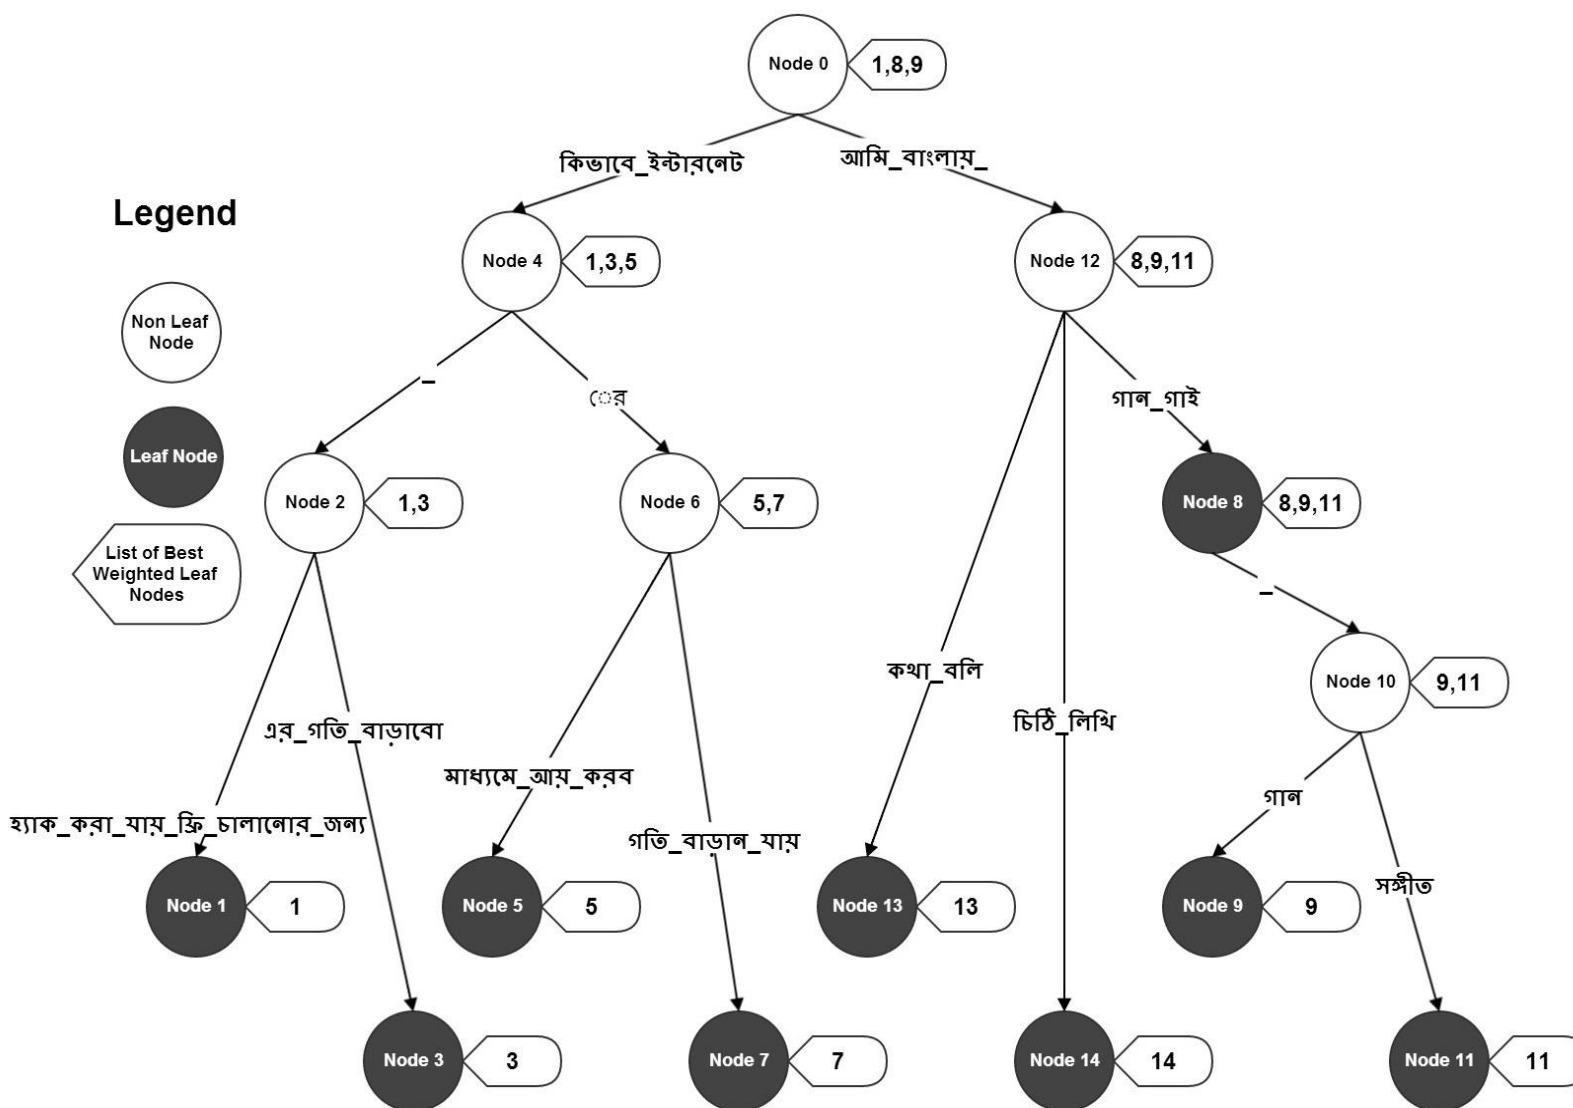 Node 0
1,8,9
কিভাবে_ইন্টারনেট
আমি_বাংলায়_
Legend
Node 4
1,3,5
Node 12
8,9,11
Non Leaf
Node
_
ের
গান_গাই
Leaf Node
Node 2
1,3
Node 6
5,7
Node 8
8,9,11
List of Best
Weighted Leaf
Nodes
_
কথা_বলি
Node 10
9,11
এর_গতি_বাড়াবো
চিঠি_লিখি
মাধ্যমে_আয়_করব
গান
হ্যাক_করা_যায়_ফ্রি_চালানোর_জন্য
গতি_বাড়ান_যায়
সঙ্গীত
Node 1
1
Node 5
5
Node 13
13
Node 9
9
Node 3
3
Node 7
7
Node 14
14
Node 11
11